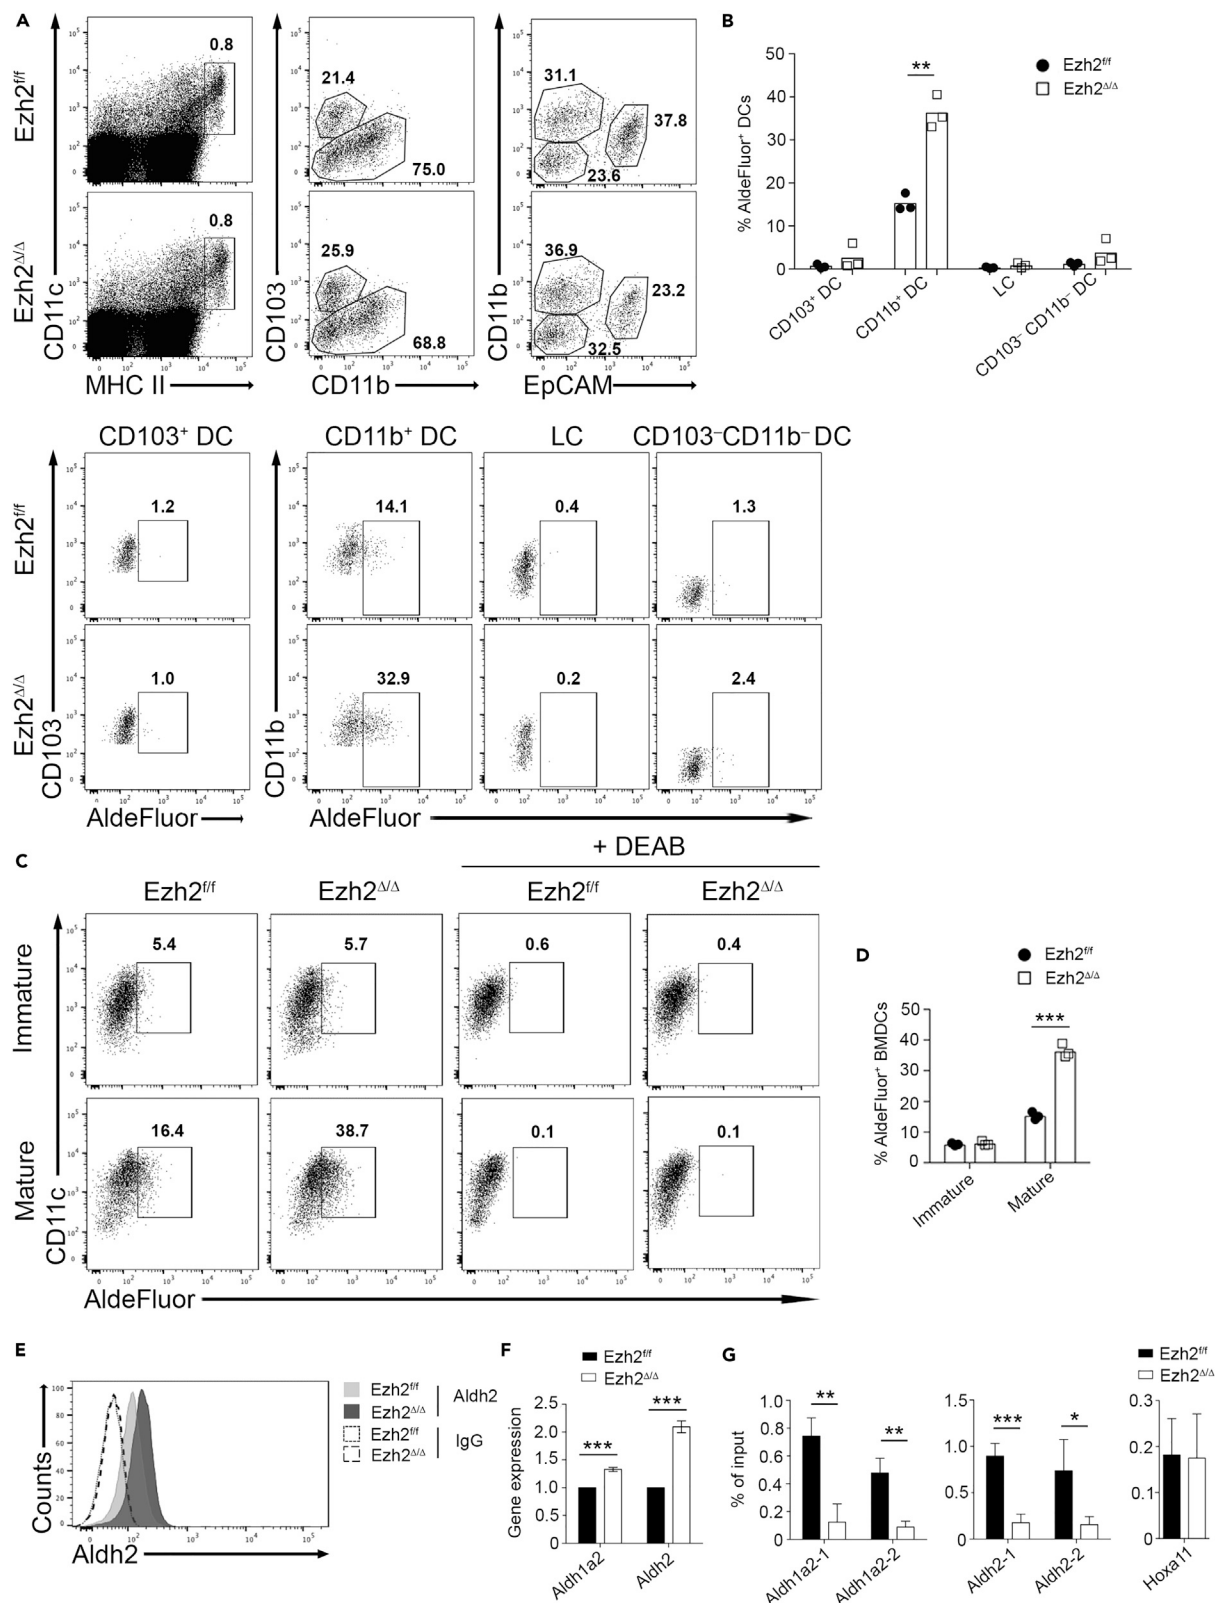 A
Ezh2f/f
0.8
21.4
75.0
31.1
37.8
23.6
Ezh2Δ/Δ
0.8
25.9
68.8
36.9
23.2
32.5
CD11c
CD103
CD11b
MHC II
CD11b
EpCAM
CD103+ DC
CD11b+ DC
LC
CD103–CD11b– DC
Ezh2f/f
1.2
14.1
0.4
1.3
Ezh2Δ/Δ
1.0
32.9
0.2
2.4
CD103
CD11b
AldeFluor
AldeFluor
B
Ezh2f/f
Ezh2Δ/Δ
% AldeFluor+ DCs
50
40
30
20
10
0
**
CD103+ DC
CD11b+ DC
LC
CD103– CD11b– DC
C
+ DEAB
Ezh2f/f
Ezh2Δ/Δ
Ezh2f/f
Ezh2Δ/Δ
Immature
5.4
5.7
0.6
0.4
Mature
16.4
38.7
0.1
0.1
CD11c
AldeFluor
D
Ezh2f/f
Ezh2Δ/Δ
% AldeFluor+ BMDCs
50
40
30
20
10
0
***
Immature
Mature
E
Counts
100
80
60
40
20
0
0
10²
10³
10⁴
10⁵
Aldh2
Ezh2f/f
Ezh2Δ/Δ
Aldh2
Ezh2f/f
Ezh2Δ/Δ
IgG
F
Ezh2f/f
Ezh2Δ/Δ
Gene expression
2.5
2.0
1.5
1.0
0.5
0
***
***
Aldh1a2
Aldh2
G
Ezh2f/f
Ezh2Δ/Δ
% of input
1.0
0.8
0.6
0.4
0.2
0
**
**
Aldh1a2-1
Aldh1a2-2
1.5
1.0
0.5
0
***
*
Aldh2-1
Aldh2-2
0.3
0.2
0.1
0
Hoxa11